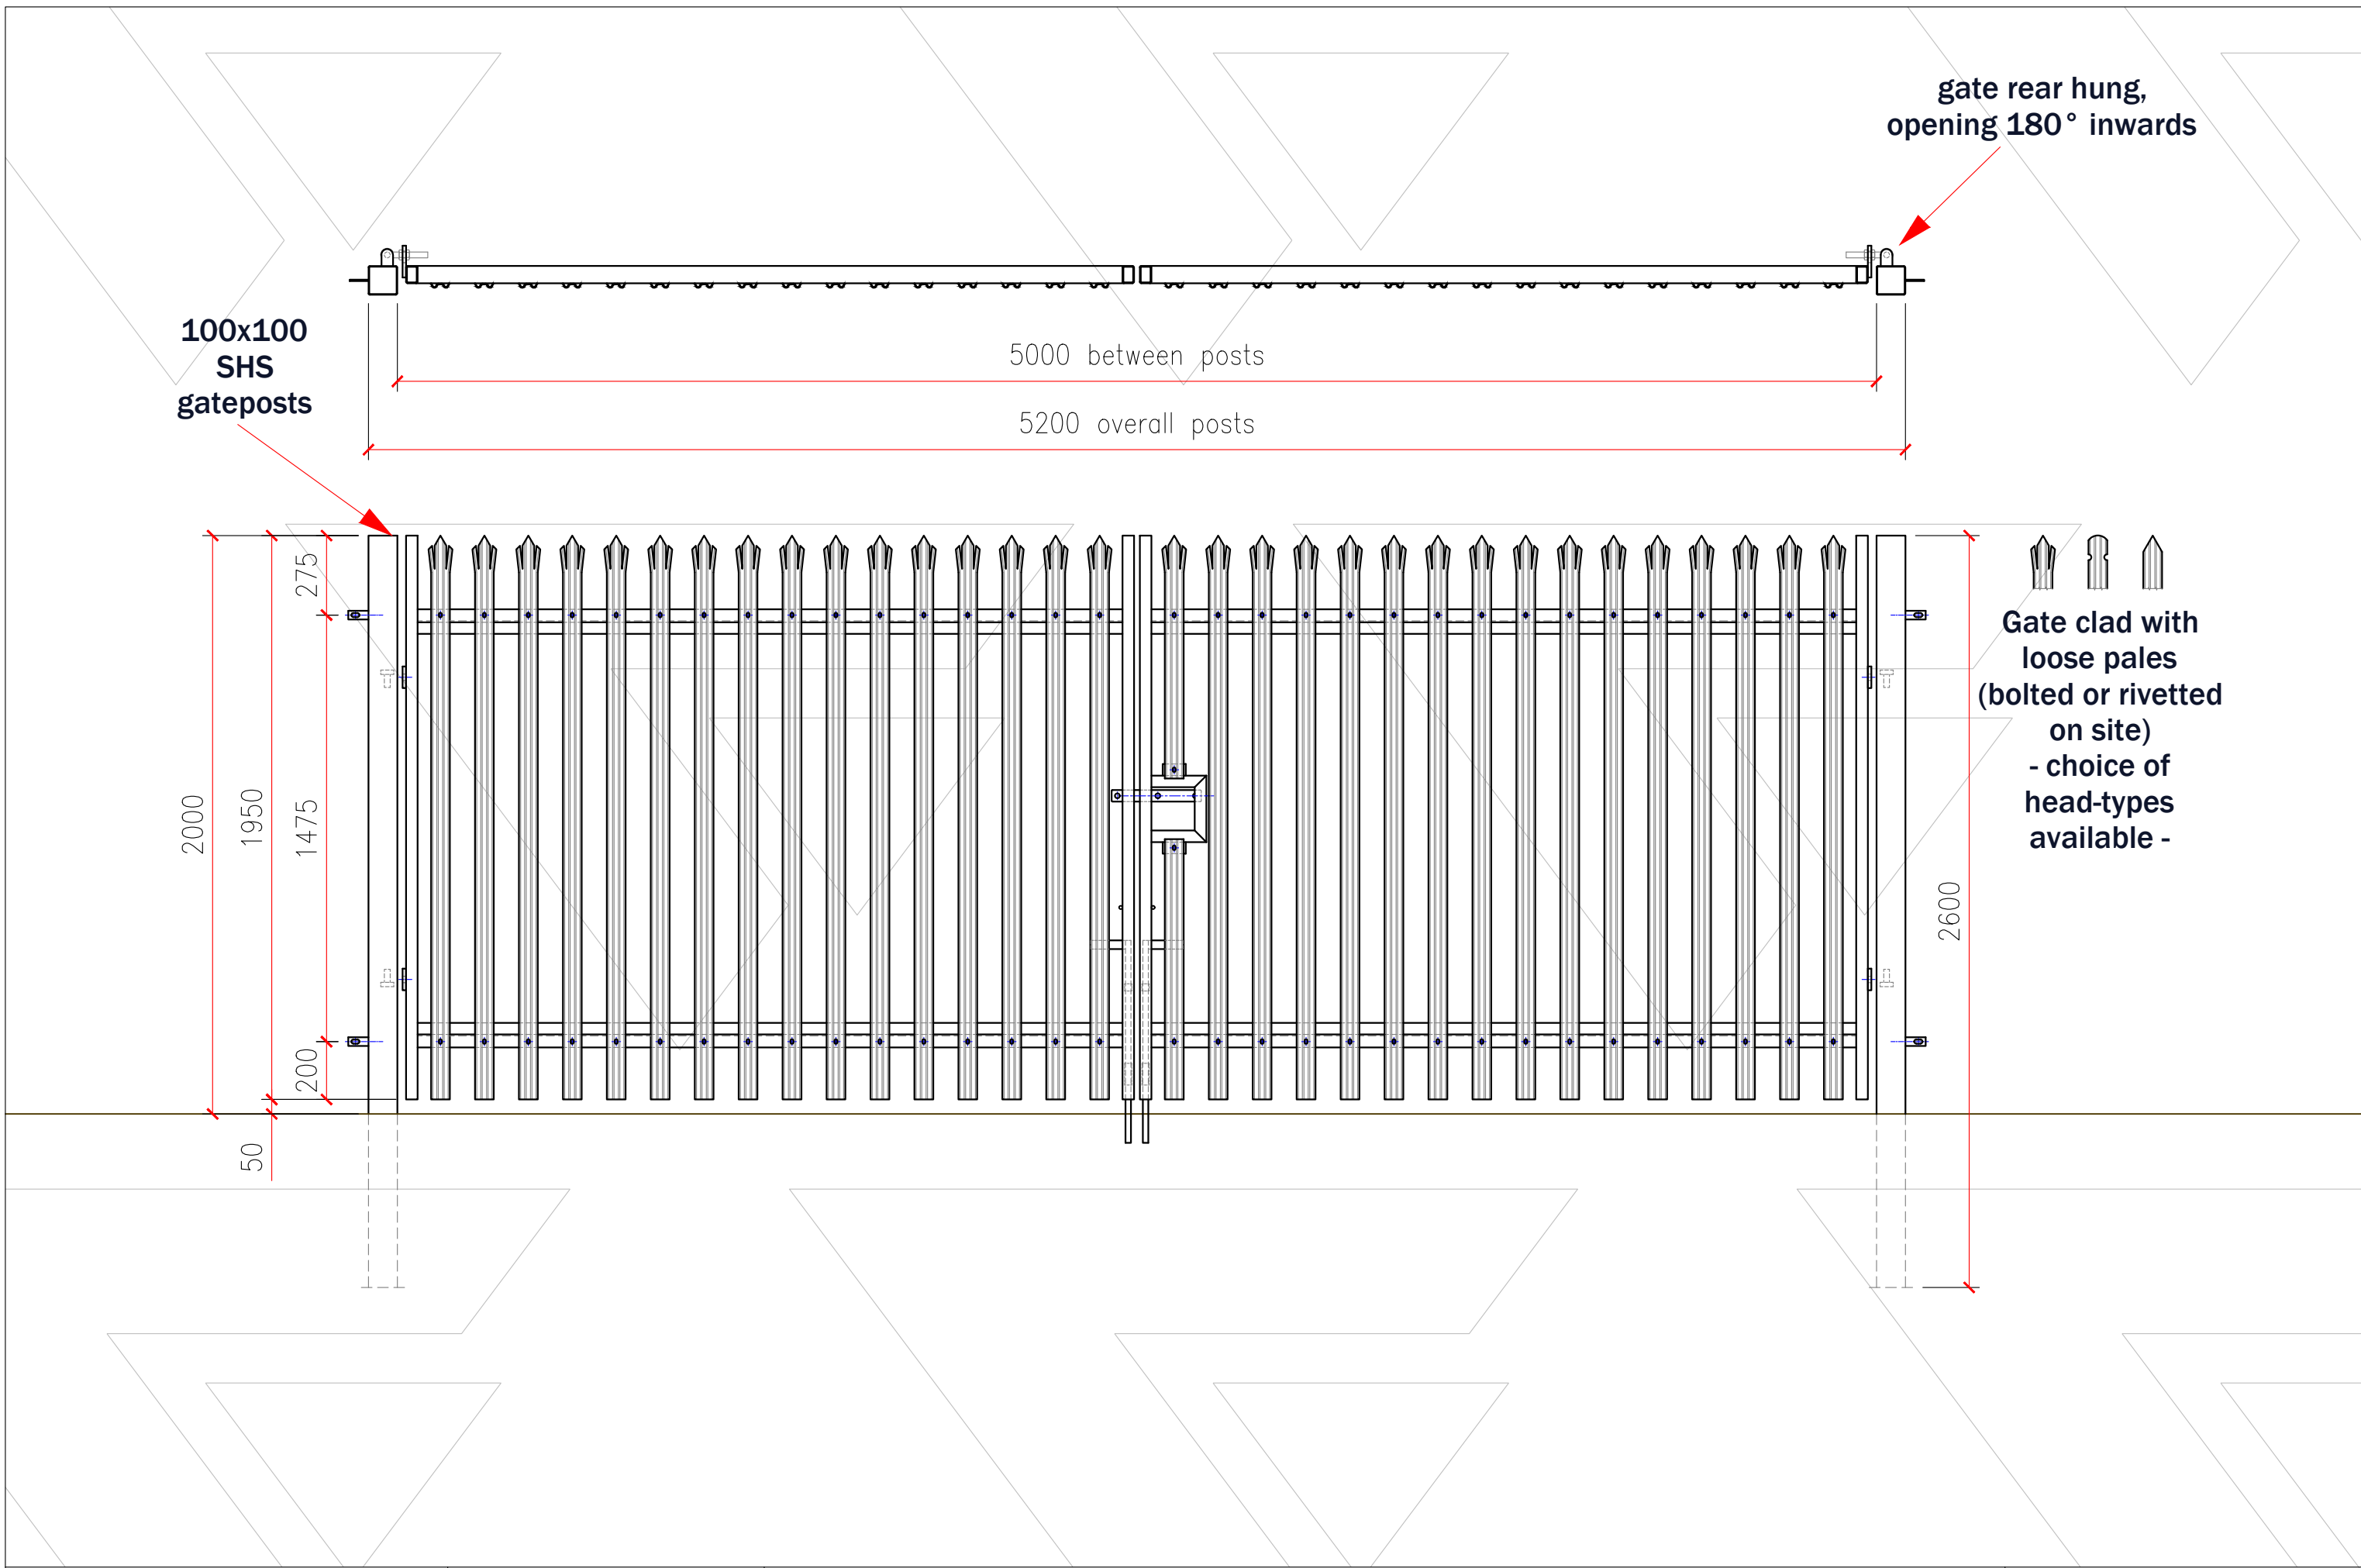 gate rear hung,
opening 180° inwards
100x100
SHS
gateposts
5000 between posts
5200 overall posts
275
2000
1950
1475
200
50
2600
Gate clad with
loose pales
(bolted or rivetted
on site)
- choice of
head-types
available -